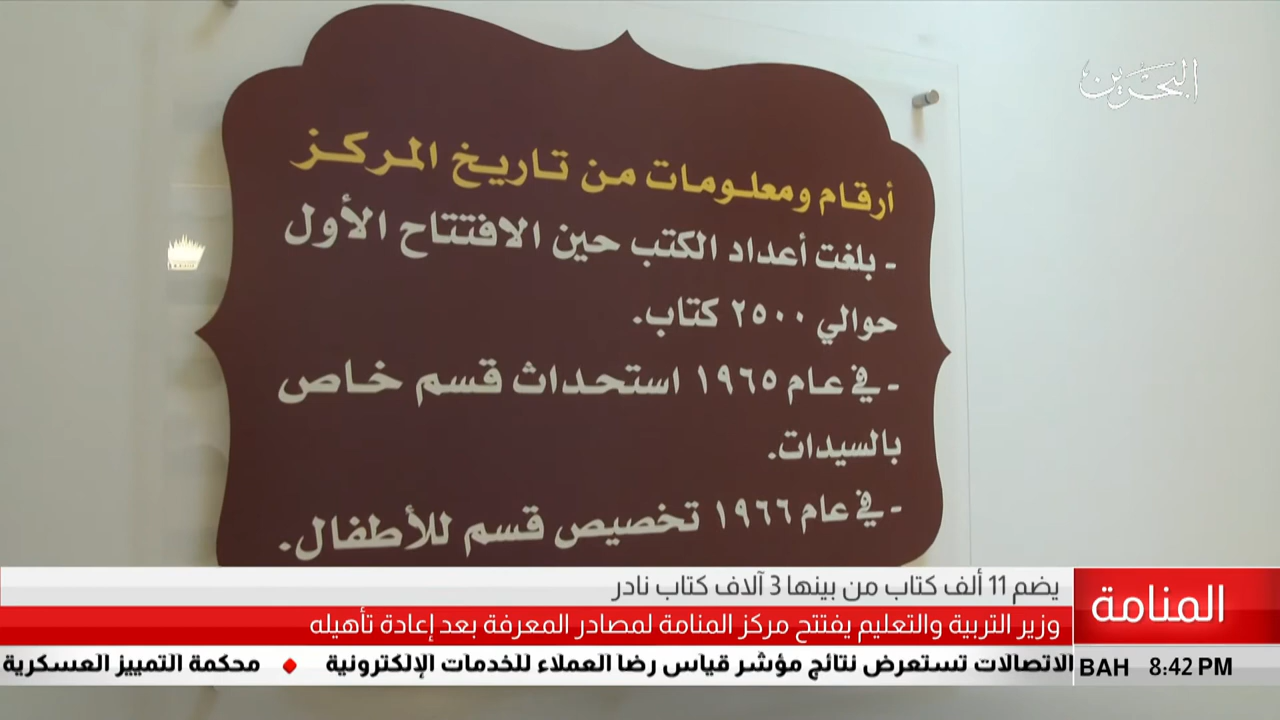 البحرين
أرقام ومعلومات من تاريخ المركز
- بلغت أعداد الكتب حين الافتتاح الأول
حوالي ٢٥٠٠ كتاب.
- في عام ١٩٦٥ استحداث قسم خاص
بالسيدات.
- في عام ١٩٦٦ تخصيص قسم للأطفال.
يضم 11 ألف كتاب من بينها 3 آلاف كتاب نادر
المنامة
وزير التربية والتعليم يفتتح مركز المنامة لمصادر المعرفة بعد إعادة تأهيله
BAH 8:42 PM
الاتصالات تستعرض نتائج مؤشر قياس رضا العملاء للخدمات الإلكترونية ♦ محكمة التمييز العسكرية